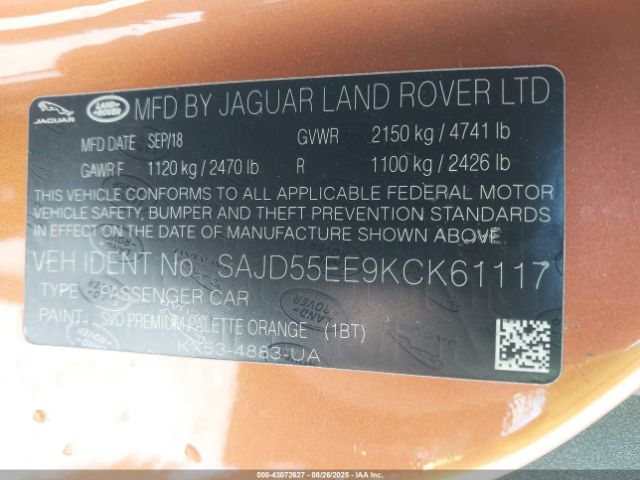 JAGUAR LAND ROVER MFD BY JAGUAR LAND ROVER LTD
MFD DATE SEP/18 GVWR 2150 kg / 4741 lb
GAWR F 1120 kg / 2470 lb R 1100 kg / 2426 lb
THIS VEHICLE CONFORMS TO ALL APPLICABLE FEDERAL MOTOR
VEHICLE SAFETY, BUMPER AND THEFT PREVENTION STANDARDS
IN EFFECT ON THE DATE OF MANUFACTURE SHOWN ABOVE
VEH IDENT No. SAJD55EE9KCK61117
TYPE: PASSENGER CAR
PAINT: SVO PREMIUM PALETTE ORANGE (1BT)
KX53-4883-UA
000-43072627 - 08/26/2025 - IAAI.COM